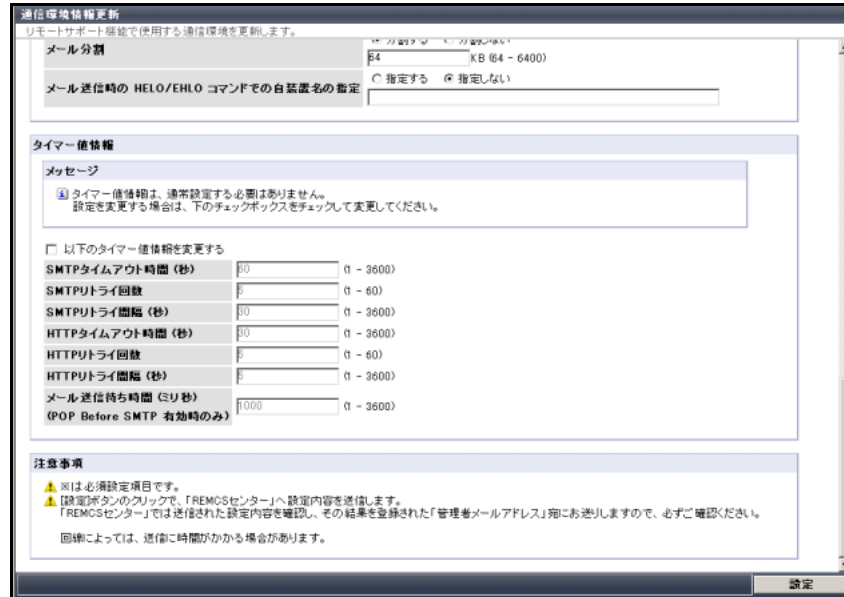 通信環境情報更新
リモートサポート機能で使用する通信環境を更新します。
分割する 分割しない
メール分割
64 KB (64 - 6400)
メール送信時の HELO/EHLO コマンドでの自装置名の指定 指定する 指定しない
タイマー値情報
メッセージ
タイマー値情報は、通常設定する必要はありません。
設定を変更する場合は、下のチェックボックスをチェックして変更してください。
以下のタイマー値情報を変更する
SMTPタイムアウト時間 (秒) 60 (1 - 3600)
SMTPリトライ回数 5 (1 - 60)
SMTPリトライ間隔 (秒) 30 (1 - 3600)
HTTPタイムアウト時間 (秒) 30 (1 - 3600)
HTTPリトライ回数 5 (1 - 60)
HTTPリトライ間隔 (秒) 5 (1 - 3600)
メール送信待ち時間 (ミリ秒)
(POP Before SMTP 有効時のみ) 1000 (1 - 3600)
注意事項
※は必須設定項目です。
[設定]ボタンのクリックで、「REMCSセンター」へ設定内容を送信します。
「REMCSセンター」では送信された設定内容を確認し、その結果を登録された「管理者メールアドレス」宛にお送りしますので、必ずご確認ください。
回線によっては、送信に時間がかかる場合があります。
設定